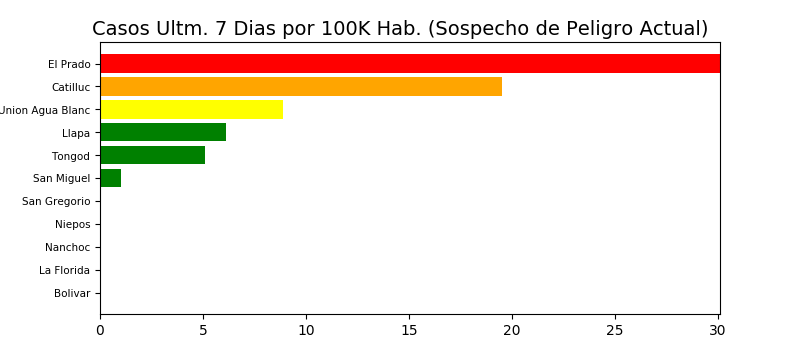 Casos Ultm. 7 Dias por 100K Hab. (Sospecho de Peligro Actual)
El Prado
Catilluc
Union Agua Blanc
Llapa
Tongod
San Miguel
San Gregorio
Niepos
Nanchoc
La Florida
Bolivar
0 5 10 15 20 25 30